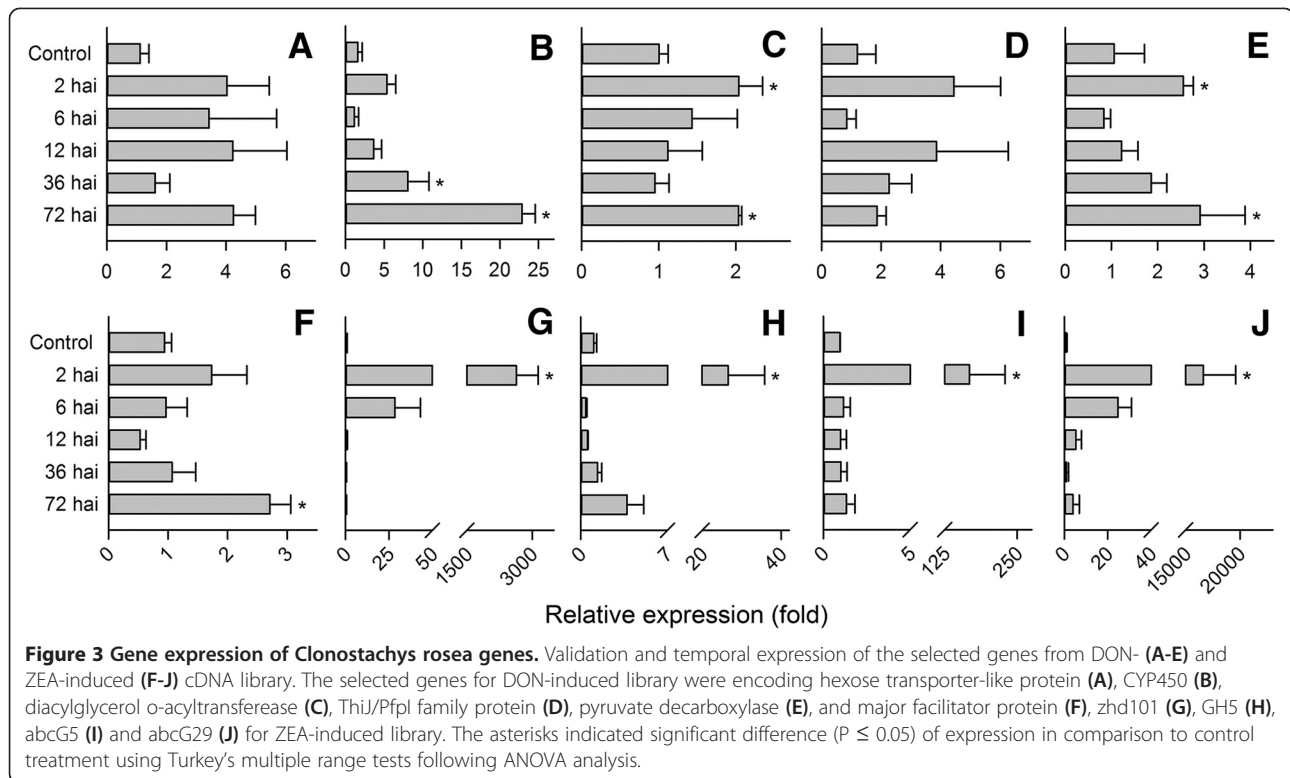 A B C D E
Control
2 hai *
6 hai
12 hai
36 hai *
72 hai * * *
0 2 4 6 0 5 10 15 20 25 0 1 2 0 2 4 6 0 1 2 3 4
F G H I J
Control
2 hai * * * *
6 hai
12 hai
36 hai
72 hai *
0 1 2 3 0 25 50 1500 3000 0 7 20 40 0 5 125 250 0 20 40 15000 20000
Relative expression (fold)
Figure 3 Gene expression of Clonostachys rosea genes. Validation and temporal expression of the selected genes from DON- (A-E) and
ZEA-induced (F-J) cDNA library. The selected genes for DON-induced library were encoding hexose transporter-like protein (A), CYP450 (B),
diacylglycerol o-acyltransferease (C), ThiJ/PfpI family protein (D), pyruvate decarboxylase (E), and major facilitator protein (F), zhd101 (G), GH5 (H),
abcG5 (I) and abcG29 (J) for ZEA-induced library. The asterisks indicated significant difference (P ≤ 0.05) of expression in comparison to control
treatment using Turkey's multiple range tests following ANOVA analysis.